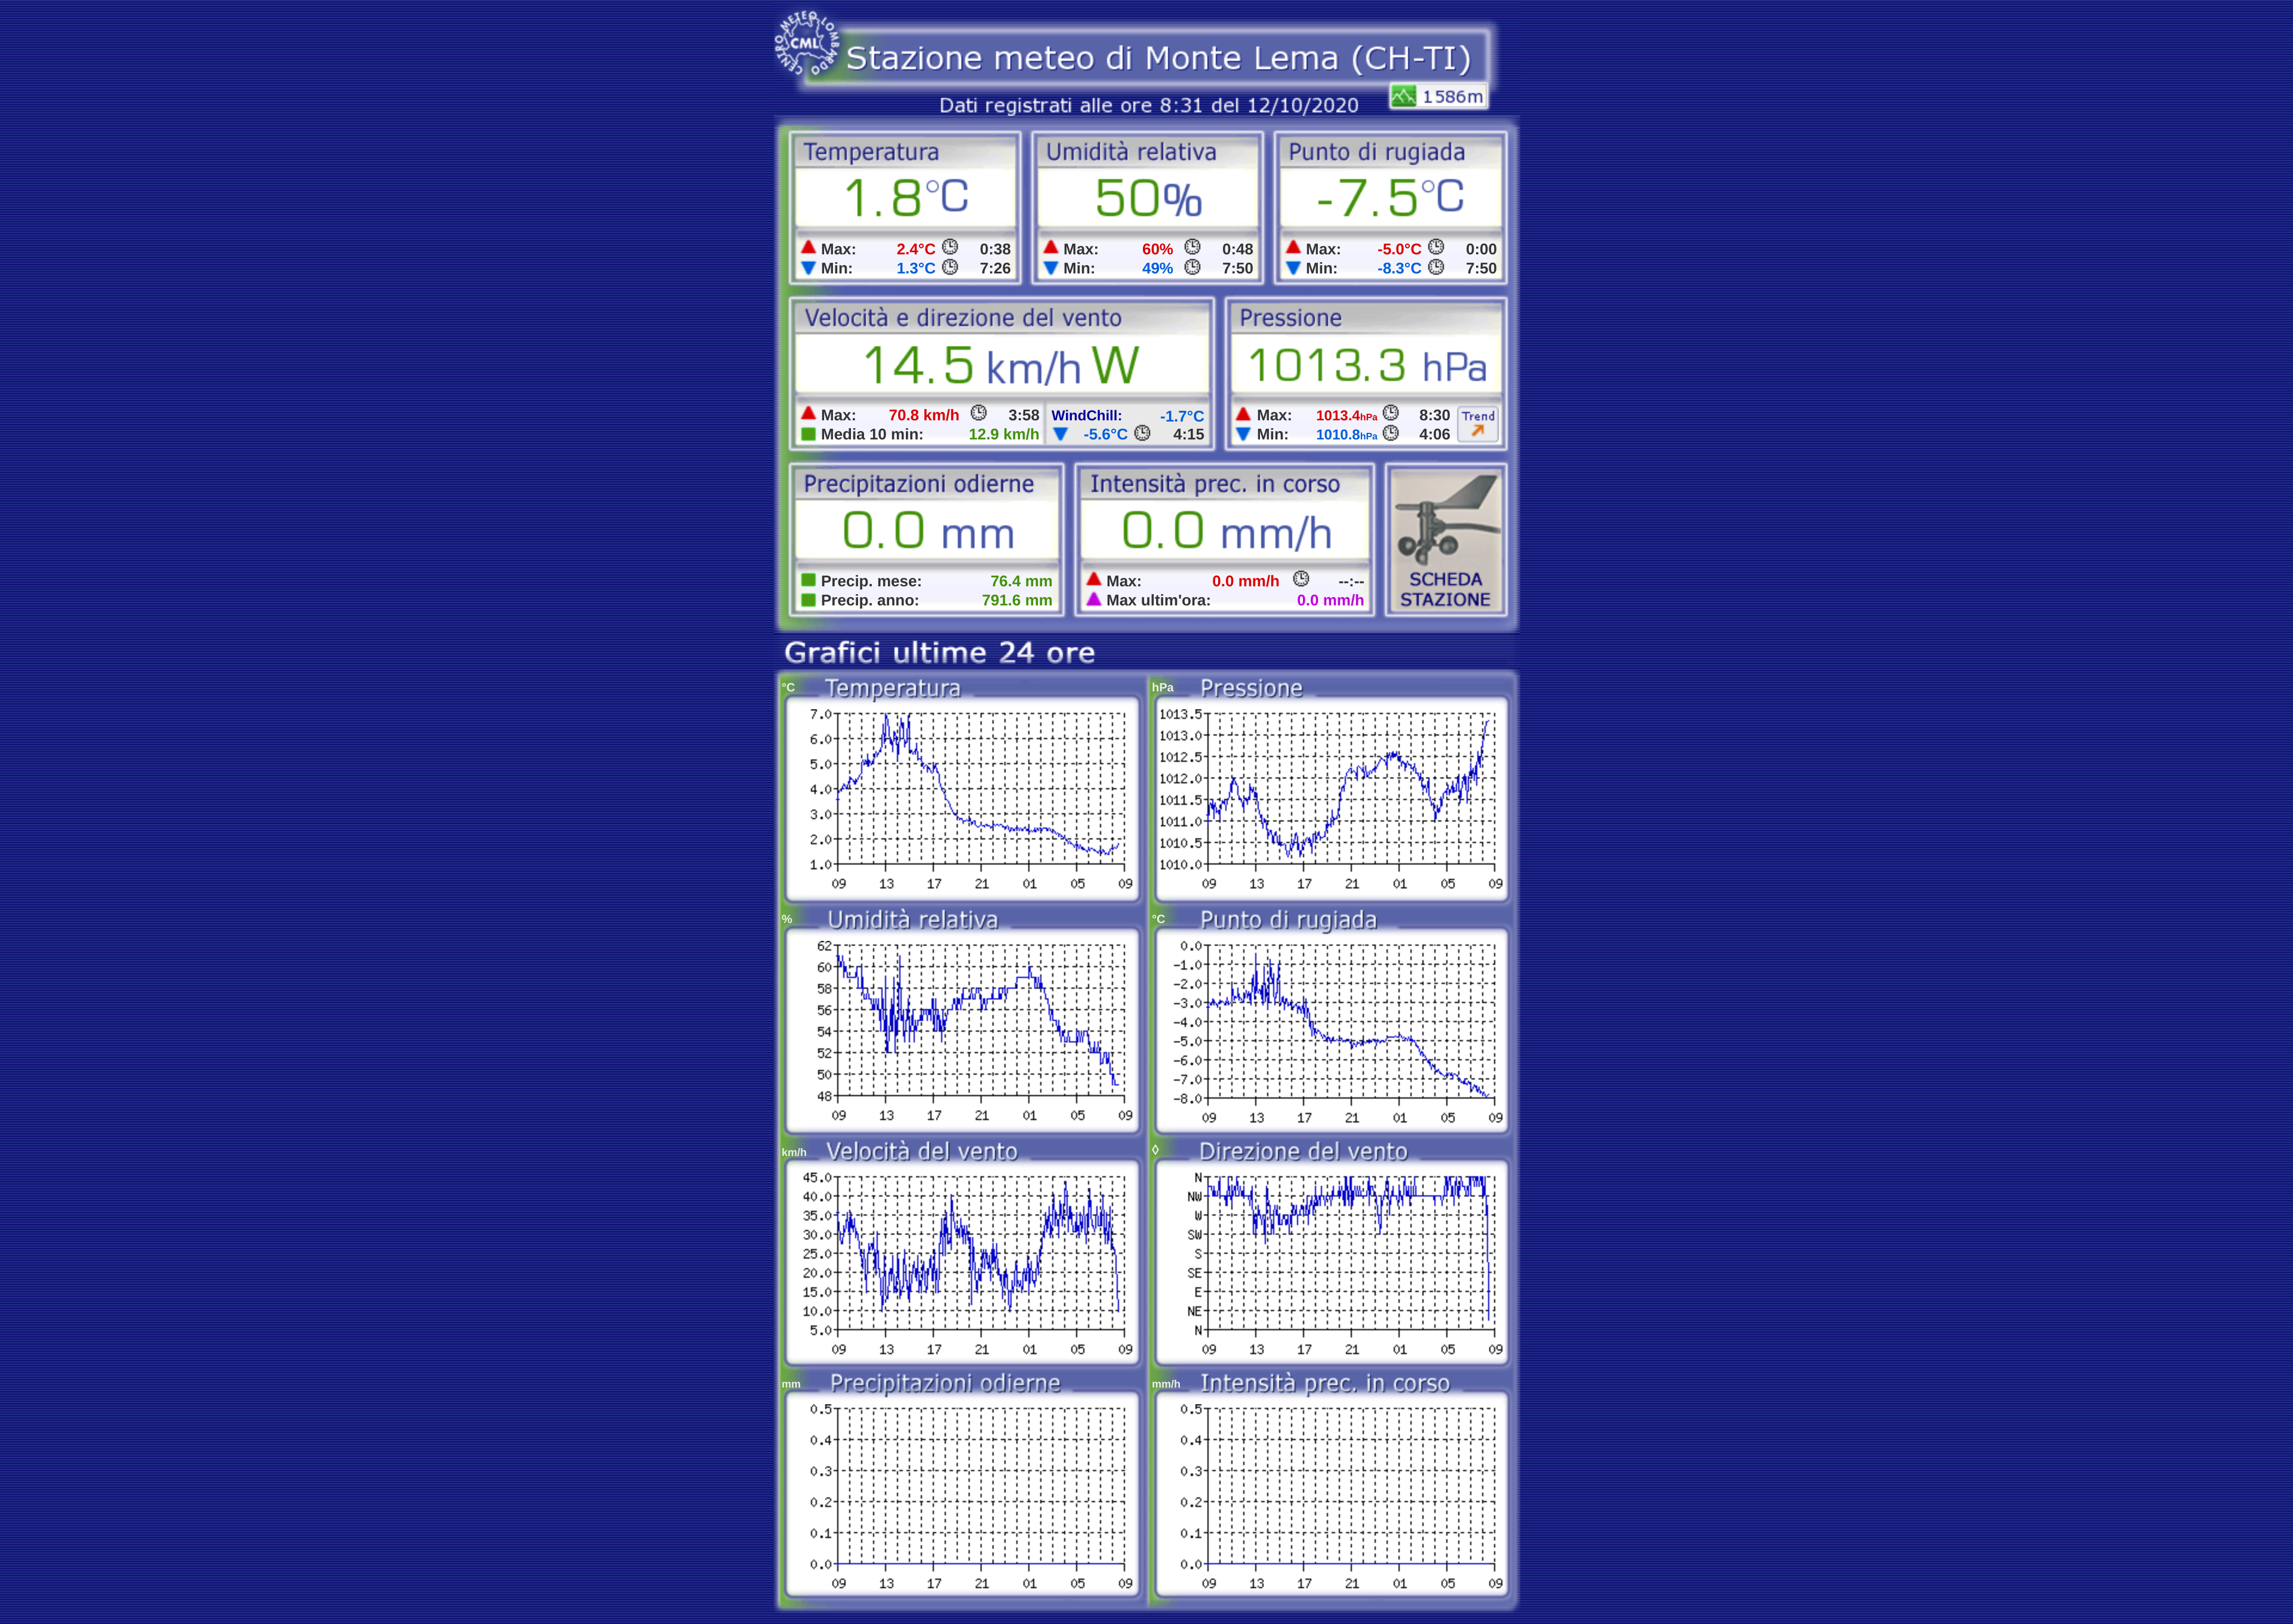 CENTRO METEO LOMBARDO
CML
Stazione meteo di Monte Lema (CH-TI)
1586m
Dati registrati alle ore 8:31 del 12/10/2020
Temperatura
1.8°C
Max: 2.4°C 0:38
Min: 1.3°C 7:26
Umidità relativa
50%
Max: 60% 0:48
Min: 49% 7:50
Punto di rugiada
-7.5°C
Max: -5.0°C 0:00
Min: -8.3°C 7:50
Velocità e direzione del vento
14.5 km/h W
Max: 70.8 km/h 3:58
Media 10 min: 12.9 km/h
WindChill: -1.7°C
-5.6°C 4:15
Pressione
1013.3 hPa
Max: 1013.4hPa 8:30
Min: 1010.8hPa 4:06
Trend
Precipitazioni odierne
0.0 mm
Precip. mese: 76.4 mm
Precip. anno: 791.6 mm
Intensità prec. in corso
0.0 mm/h
Max: 0.0 mm/h --:--
Max ultim'ora: 0.0 mm/h
SCHEDA
STAZIONE
Grafici ultime 24 ore
°C Temperatura
7.0
6.0
5.0
4.0
3.0
2.0
1.0
09 13 17 21 01 05 09
hPa Pressione
1013.5
1013.0
1012.5
1012.0
1011.5
1011.0
1010.5
1010.0
09 13 17 21 01 05 09
% Umidità relativa
62
60
58
56
54
52
50
48
09 13 17 21 01 05 09
°C Punto di rugiada
0.0
-1.0
-2.0
-3.0
-4.0
-5.0
-6.0
-7.0
-8.0
09 13 17 21 01 05 09
km/h Velocità del vento
45.0
40.0
35.0
30.0
25.0
20.0
15.0
10.0
5.0
09 13 17 21 01 05 09
◊ Direzione del vento
N
NW
W
SW
S
SE
E
NE
N
09 13 17 21 01 05 09
mm Precipitazioni odierne
0.5
0.4
0.3
0.2
0.1
0.0
09 13 17 21 01 05 09
mm/h Intensità prec. in corso
0.5
0.4
0.3
0.2
0.1
0.0
09 13 17 21 01 05 09